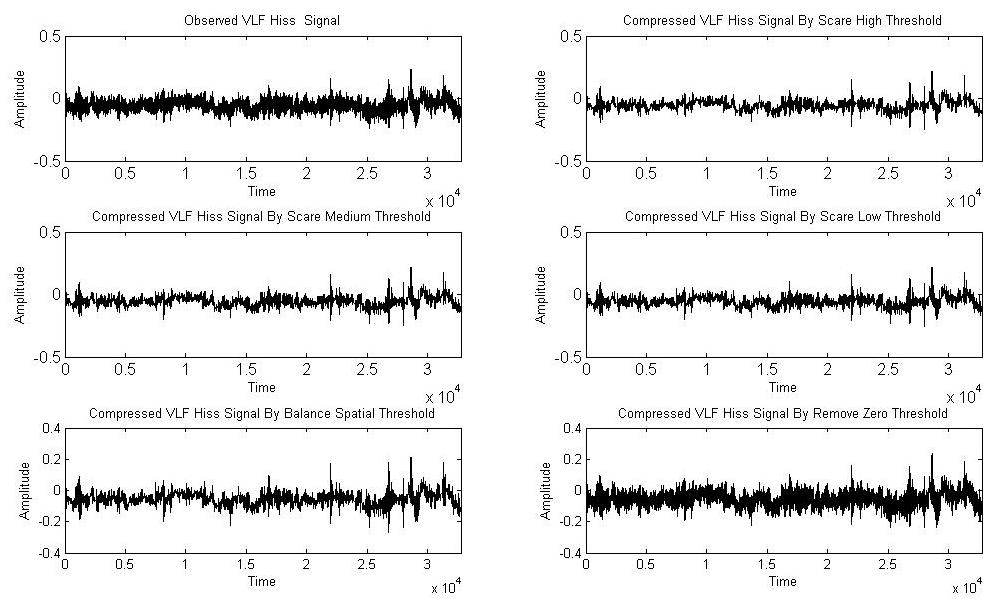 Observed VLF Hiss Signal
Amplitude
0.5
0
-0.5
0 0.5 1 1.5 2 2.5 3
Time
x 10^4
Compressed VLF Hiss Signal By Scare High Threshold
Amplitude
0.5
0
-0.5
0 0.5 1 1.5 2 2.5 3
Time
x 10^4
Compressed VLF Hiss Signal By Scare Medium Threshold
Amplitude
0.5
0
-0.5
0 0.5 1 1.5 2 2.5 3
Time
x 10^4
Compressed VLF Hiss Signal By Scare Low Threshold
Amplitude
0.5
0
-0.5
0 0.5 1 1.5 2 2.5 3
Time
x 10^4
Compressed VLF Hiss Signal By Balance Spatial Threshold
Amplitude
0.4
0.2
0
-0.2
-0.4
0 0.5 1 1.5 2 2.5 3
Time
x 10^4
Compressed VLF Hiss Signal By Remove Zero Threshold
Amplitude
0.4
0.2
0
-0.2
-0.4
0 0.5 1 1.5 2 2.5 3
Time
x 10^4